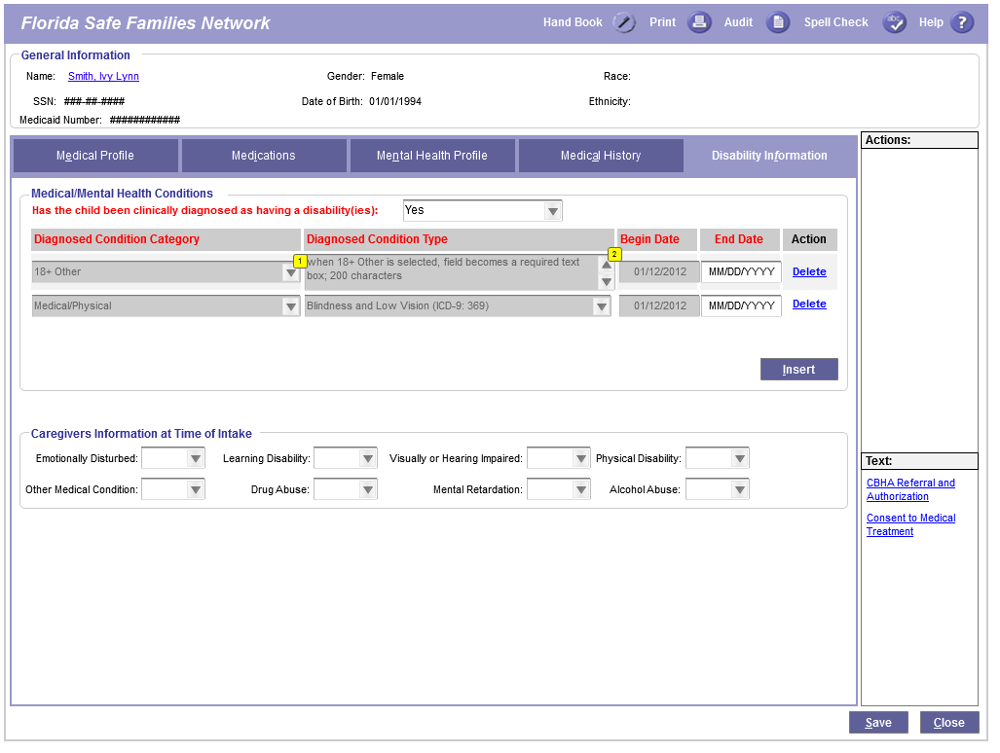 Florida Safe Families Network
Hand Book Print Audit Spell Check abc Help ?
General Information
Name: Smith, Ivy Lynn Gender: Female Race:
SSN: ###-##-#### Date of Birth: 01/01/1994 Ethnicity:
Medicaid Number: ############
Medical Profile Medications Mental Health Profile Medical History Disability Information
Medical/Mental Health Conditions
Has the child been clinically diagnosed as having a disability(ies): Yes
Diagnosed Condition Category Diagnosed Condition Type Begin Date End Date Action
18+ Other 1 when 18+ Other is selected, field becomes a required text 2 01/12/2012 MM/DD/YYYY Delete
box; 200 characters
Medical/Physical Blindness and Low Vision (ICD-9: 369) 01/12/2012 MM/DD/YYYY Delete
Insert
Caregivers Information at Time of Intake
Emotionally Disturbed: Learning Disability: Visually or Hearing Impaired: Physical Disability:
Other Medical Condition: Drug Abuse: Mental Retardation: Alcohol Abuse:
Actions:
Text:
CBHA Referral and
Authorization
Consent to Medical
Treatment
Save Close